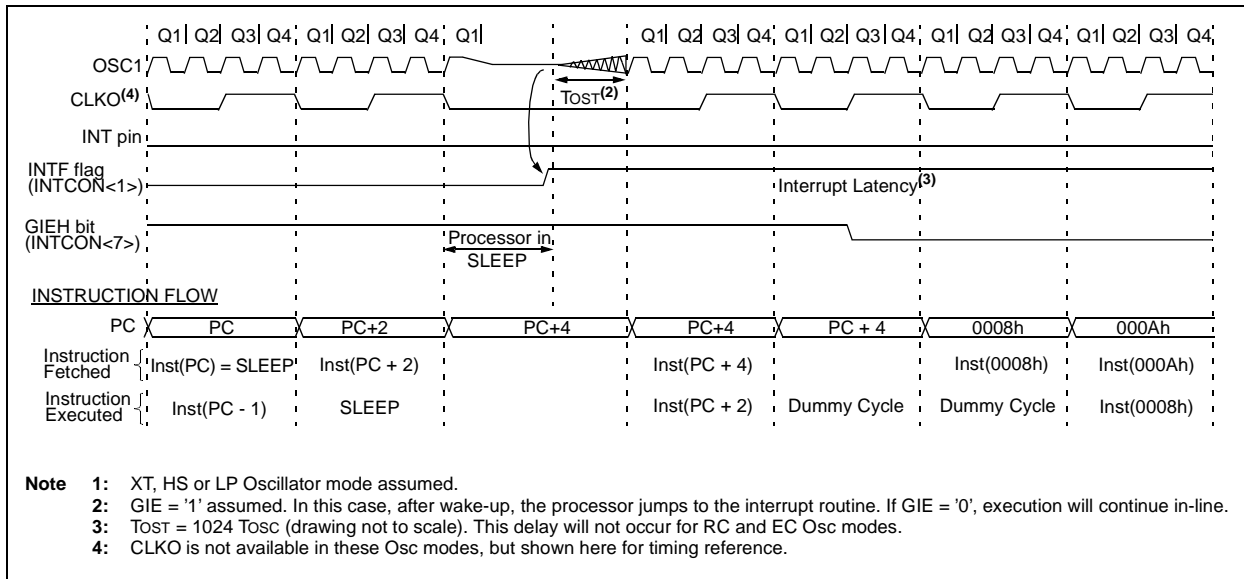 Q1 Q2 Q3 Q4 Q1 Q2 Q3 Q4 Q1 Q1 Q2 Q3 Q4 Q1 Q2 Q3 Q4 Q1 Q2 Q3 Q4 Q1 Q2 Q3 Q4
OSC1
CLKO(4)
TOST(2)
INT pin
INTF flag
(INTCON<1>)
Interrupt Latency(3)
GIEH bit
(INTCON<7>)
Processor in
SLEEP
INSTRUCTION FLOW
PC PC PC+2 PC+4 PC+4 PC + 4 0008h 000Ah
Instruction
Fetched
Inst(PC) = SLEEP Inst(PC + 2) Inst(PC + 4) Inst(0008h) Inst(000Ah)
Instruction
Executed
Inst(PC - 1) SLEEP Inst(PC + 2) Dummy Cycle Dummy Cycle Inst(0008h)
Note 1: XT, HS or LP Oscillator mode assumed.
2: GIE = '1' assumed. In this case, after wake-up, the processor jumps to the interrupt routine. If GIE = '0', execution will continue in-line.
3: TOST = 1024 TOSC (drawing not to scale). This delay will not occur for RC and EC Osc modes.
4: CLKO is not available in these Osc modes, but shown here for timing reference.